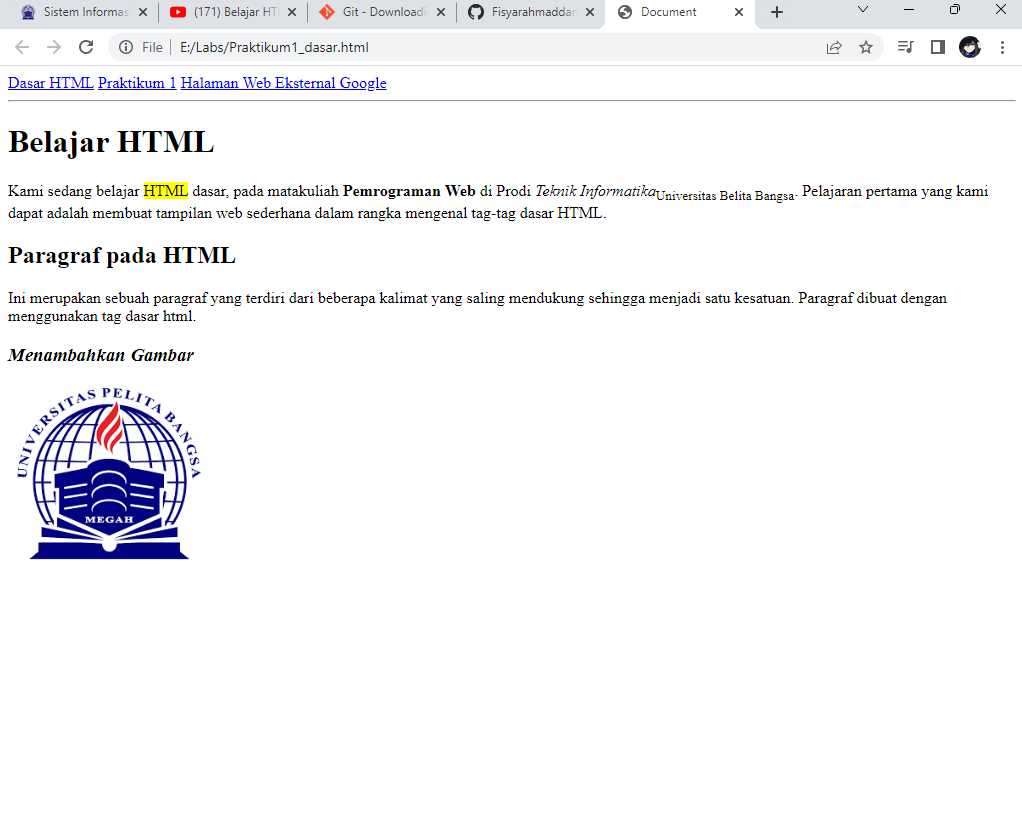 Sistem Informas
(171) Belajar HT
Git - Downloadi
Fisyarahmaddan
Document
File
E:/Labs/Praktikum1_dasar.html
Dasar HTML Praktikum 1 Halaman Web Eksternal Google
Belajar HTML
Kami sedang belajar HTML dasar, pada matakuliah Pemrograman Web di Prodi Teknik InformatikaUniversitas Belita Bangsa. Pelajaran pertama yang kami
dapat adalah membuat tampilan web sederhana dalam rangka mengenal tag-tag dasar HTML.
Paragraf pada HTML
Ini merupakan sebuah paragraf yang terdiri dari beberapa kalimat yang saling mendukung sehingga menjadi satu kesatuan. Paragraf dibuat dengan
menggunakan tag dasar html.
Menambahkan Gambar
UNIVERSITAS PELITA BANGSA
MEGAH